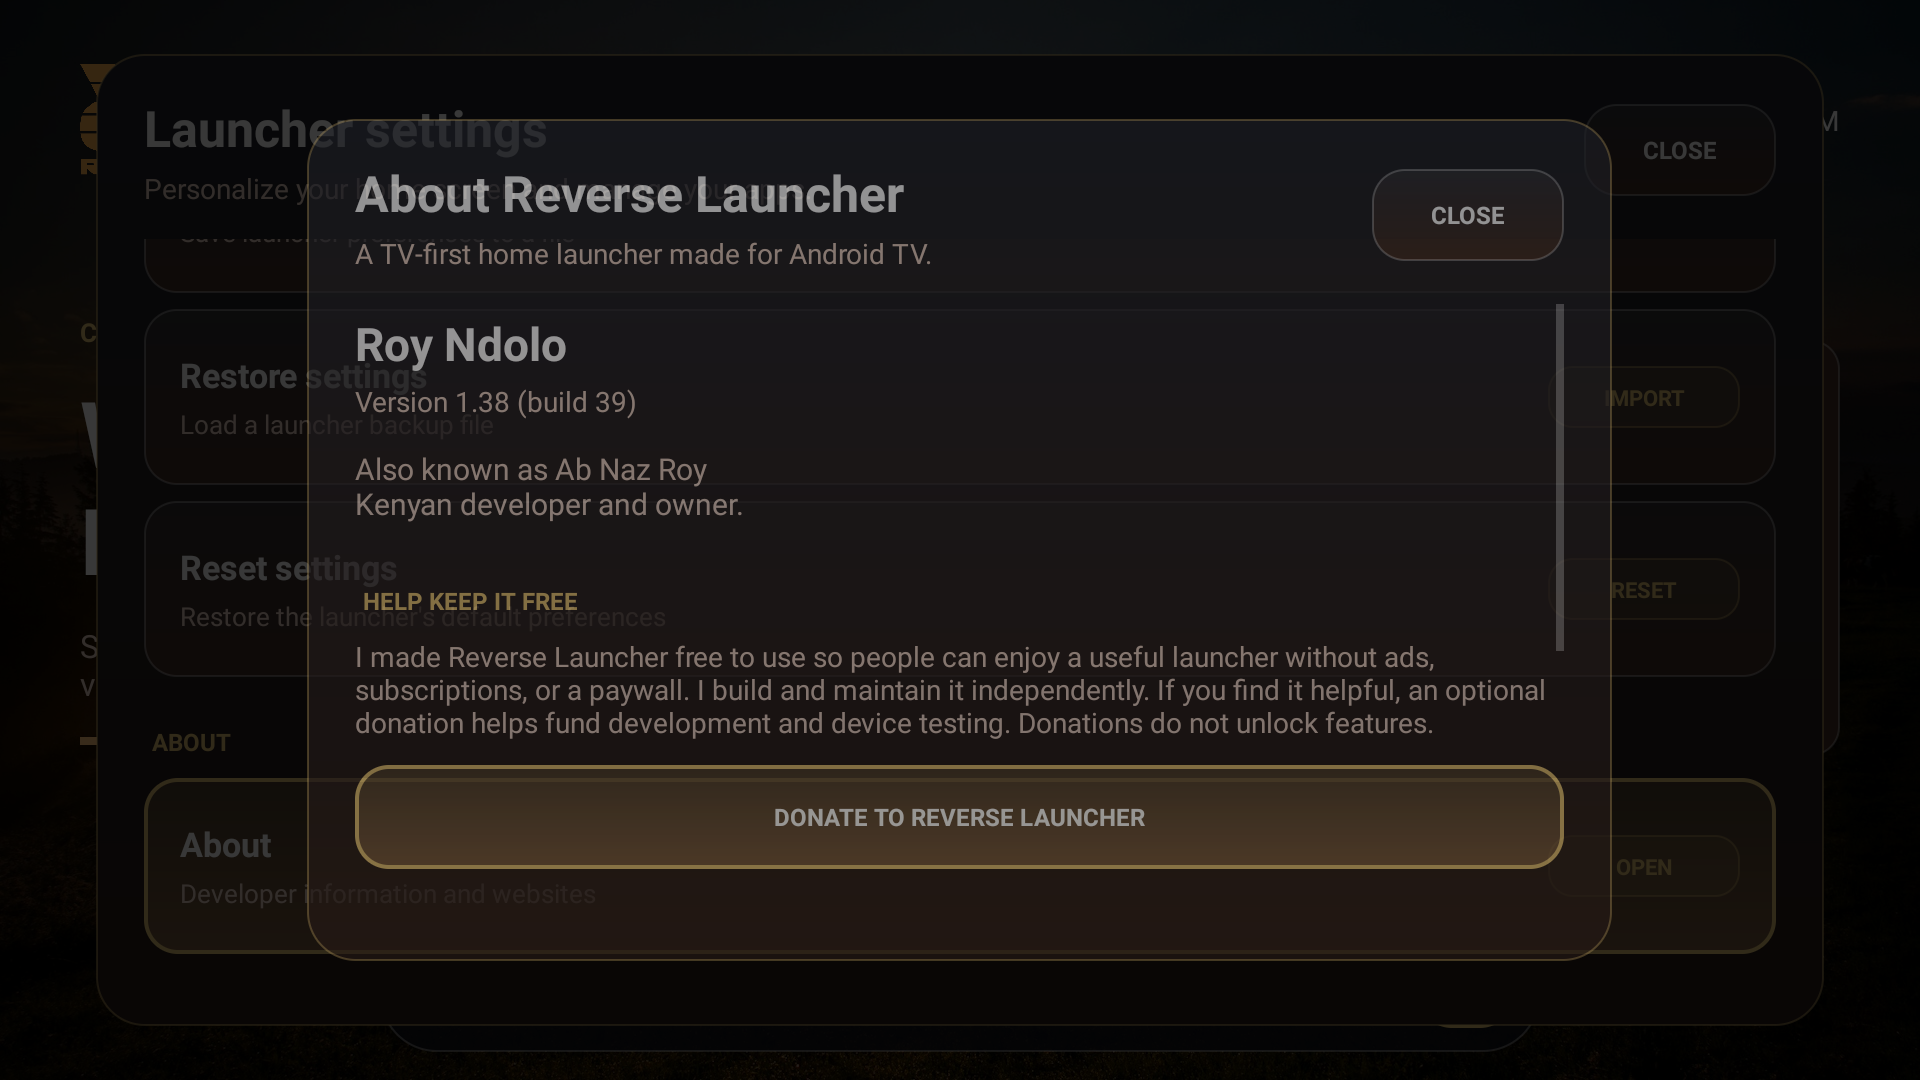 Launcher settings
CLOSE
Personalize your
About Reverse Launcher
CLOSE
A TV-first home launcher made for Android TV.
Roy Ndolo
Restore settings
IMPORT
Version 1.38 (build 39)
Load a launcher backup file
Also known as Ab Naz Roy
Kenyan developer and owner.
Reset settings
RESET
HELP KEEP IT FREE
Restore the launcher's default preferences
I made Reverse Launcher free to use so people can enjoy a useful launcher without ads,
subscriptions, or a paywall. I build and maintain it independently. If you find it helpful, an optional
donation helps fund development and device testing. Donations do not unlock features.
ABOUT
DONATE TO REVERSE LAUNCHER
About
OPEN
Developer information and websites